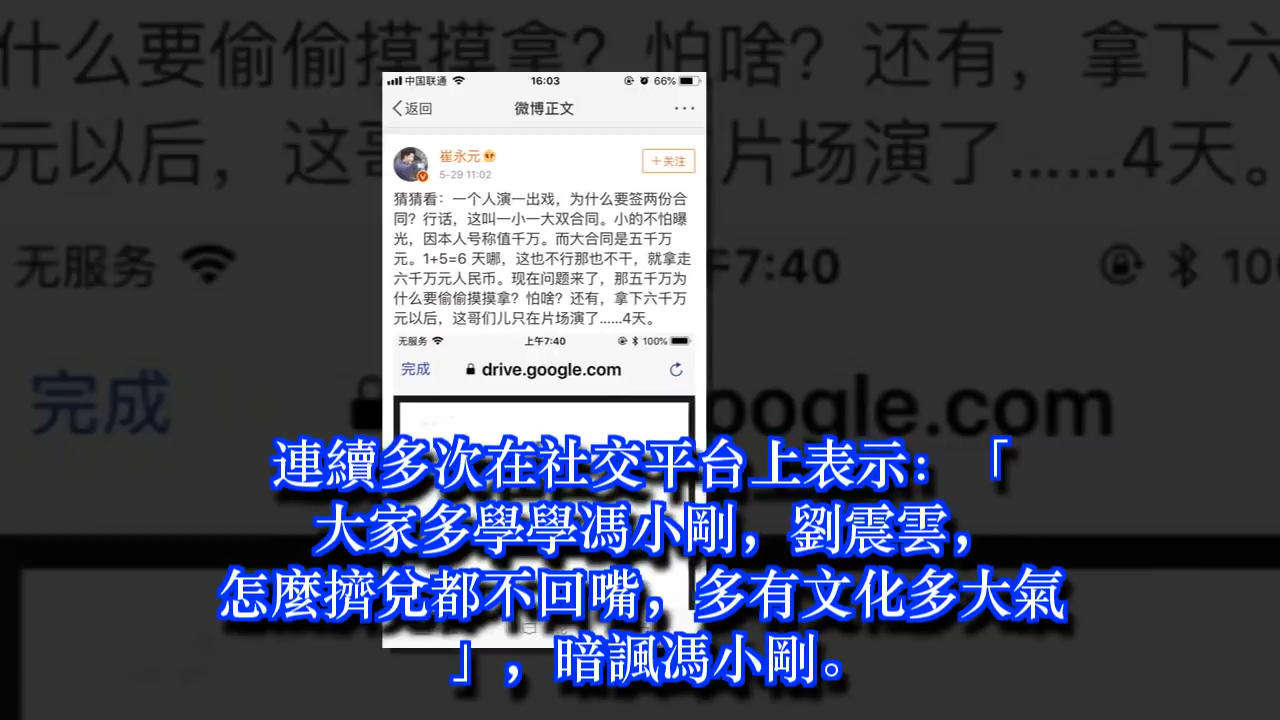 什么要偷偷摸摸拿？怕啥？还有，拿下六
元以后，这 片场演了……4天。
无服务 7:40 10
完成 oogle.com
中国联通 16:03 66%
返回 微博正文 ...
崔永元 +关注
5-29 11:02
猜猜看：一个人演一出戏，为什么要签两份合
同？行话，这叫一小一大双合同。小的不怕曝
光，因本人号称值千万。而大合同是五千万
元。1+5=6 天哪，这也不行那也不干，就拿走
六千万元人民币。现在问题来了，那五千万为
什么要偷偷摸摸拿？怕啥？还有，拿下六千万
元以后，这哥们儿只在片场演了……4天。
无服务 上午7:40 100%
完成 drive.google.com
連續多次在社交平台上表示：「
大家多學學馮小剛，劉震雲，
怎麼擠兌都不回嘴，多有文化多大氣
」，暗諷馮小剛。